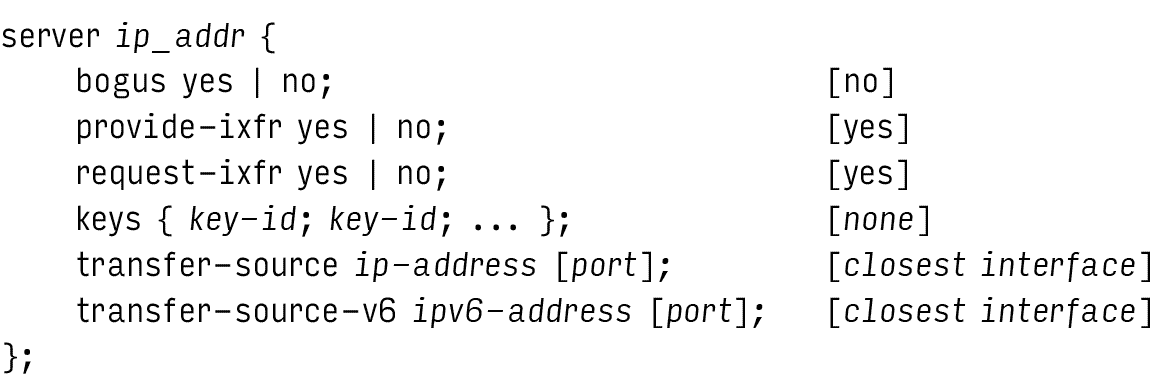 server ip_addr {
bogus yes | no; [no]
provide-ixfr yes | no; [yes]
request-ixfr yes | no; [yes]
keys { key-id; key-id; ... }; [none]
transfer-source ip-address [port]; [closest interface]
transfer-source-v6 ipv6-address [port]; [closest interface]
};